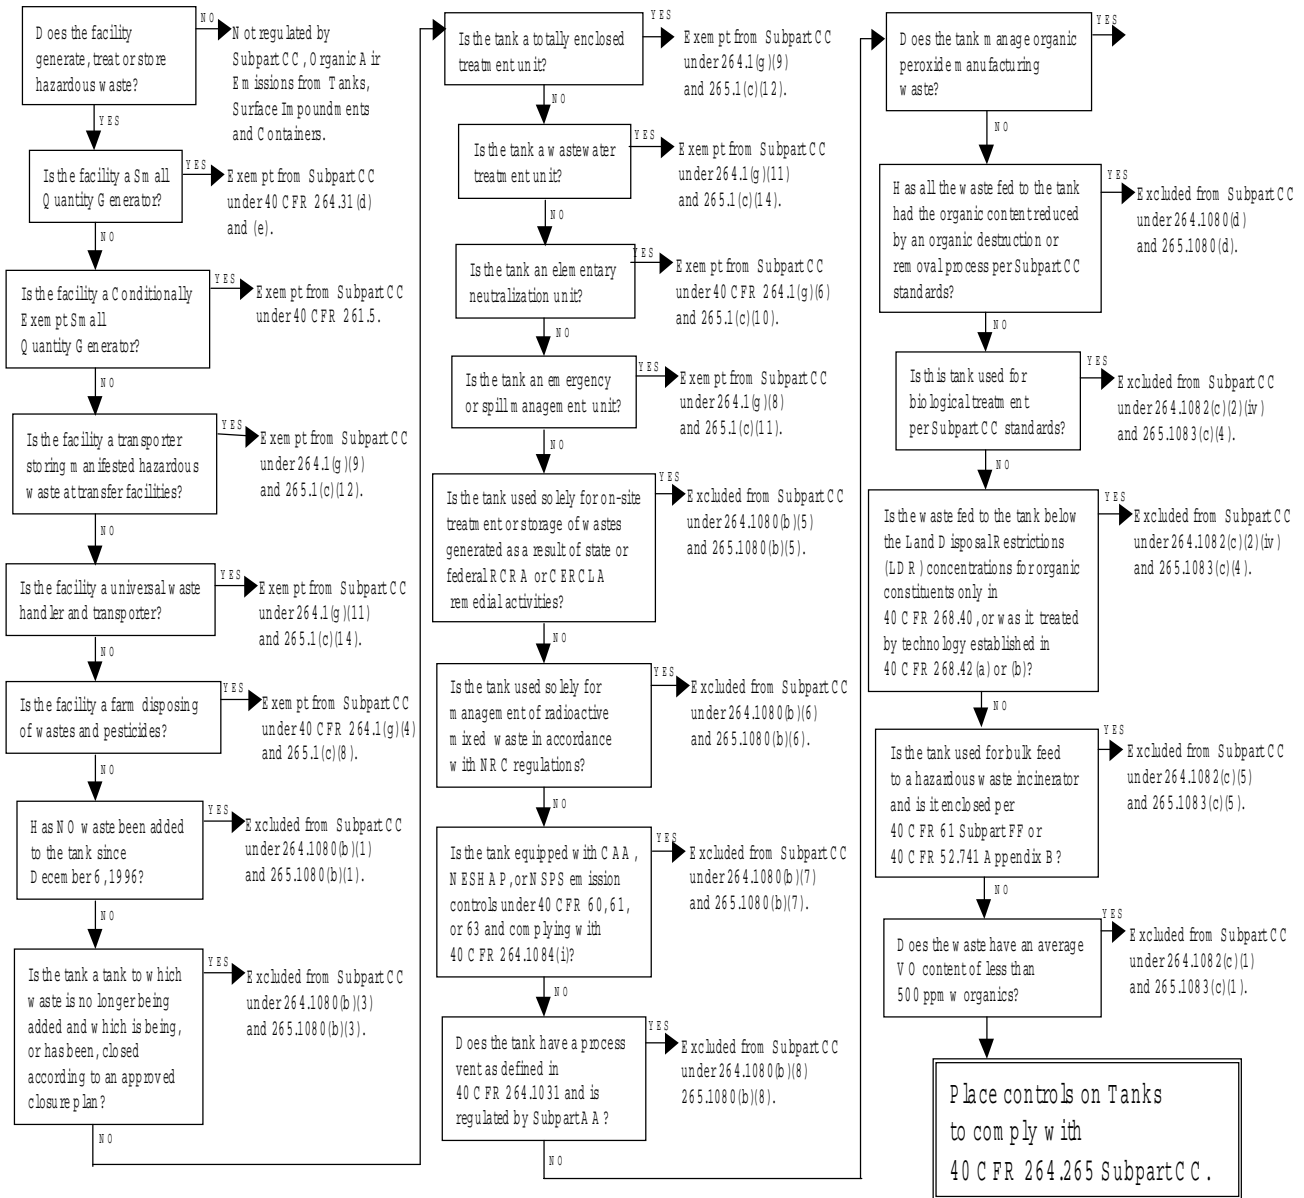 Does the facility
generate, treat or store
hazardous waste?
NO
Not regulated by
Subpart CC, Organic Air
Emissions from Tanks,
Surface Impoundments
and Containers.
YES
Is the facility a Small
Quantity Generator?
YES
Exempt from Subpart CC
under 40 CFR 264.31(d)
and (e).
NO
Is the facility a Conditionally
Exempt Small
Quantity Generator?
YES
Exempt from Subpart CC
under 40 CFR 261.5.
NO
Is the facility a transporter
storing manifested hazardous
waste at transfer facilities?
YES
Exempt from Subpart CC
under 264.1(g)(9)
and 265.1(c)(12).
NO
Is the facility a universal waste
handler and transporter?
YES
Exempt from Subpart CC
under 264.1(g)(11)
and 265.1(c)(14).
NO
Is the facility a farm disposing
of wastes and pesticides?
YES
Exempt from Subpart CC
under 40 CFR 264.1(g)(4)
and 265.1(c)(8).
NO
Has NO waste been added
to the tank since
December 6, 1996?
YES
Excluded from Subpart CC
under 264.1080(b)(1)
and 265.1080(b)(1).
NO
Is the tank a tank to which
waste is no longer being
added and which is being,
or has been, closed
according to an approved
closure plan?
YES
Excluded from Subpart CC
under 264.1080(b)(3)
and 265.1080(b)(3).
NO
Is the tank a totally enclosed
treatment unit?
YES
Exempt from Subpart CC
under 264.1(g)(9)
and 265.1(c)(12).
NO
Is the tank a wastewater
treatment unit?
YES
Exempt from Subpart CC
under 264.1(g)(11)
and 265.1(c)(14).
NO
Is the tank an elementary
neutralization unit?
YES
Exempt from Subpart CC
under 40 CFR 264.1(g)(6)
and 265.1(c)(10).
NO
Is the tank an emergency
or spill management unit?
YES
Exempt from Subpart CC
under 264.1(g)(8)
and 265.1(c)(11).
NO
Is the tank used solely for on-site
treatment or storage of wastes
generated as a result of state or
federal RCRA or CERCLA
remedial activities?
YES
Excluded from Subpart CC
under 264.1080(b)(5)
and 265.1080(b)(5).
NO
Is the tank used solely for
management of radioactive
mixed waste in accordance
with NRC regulations?
YES
Excluded from Subpart CC
under 264.1080(b)(6)
and 265.1080(b)(6).
NO
Is the tank equipped with CAA,
NESHAP, or NSPS emission
controls under 40 CFR 60, 61,
or 63 and complying with
40 CFR 264.1084(i)?
YES
Excluded from Subpart CC
under 264.1080(b)(7)
and 265.1080(b)(7).
NO
Does the tank have a process
vent as defined in
40 CFR 264.1031 and is
regulated by Subpart AA?
YES
Excluded from Subpart CC
under 264.1080(b)(8)
265.1080(b)(8).
NO
Does the tank manage organic
peroxide manufacturing
waste?
YES
NO
Has all the waste fed to the tank
had the organic content reduced
by an organic destruction or
removal process per Subpart CC
standards?
YES
Excluded from Subpart CC
under 264.1080(d)
and 265.1080(d).
NO
Is this tank used for
biological treatment
per Subpart CC standards?
YES
Excluded from Subpart CC
under 264.1082(c)(2)(iv)
and 265.1083(c)(4).
NO
Is the waste fed to the tank below
the Land Disposal Restrictions
(LDR) concentrations for organic
constituents only in
40 CFR 268.40, or was it treated
by technology established in
40 CFR 268.42(a) or (b)?
YES
Excluded from Subpart CC
under 264.1082(c)(2)(iv)
and 265.1083(c)(4).
NO
Is the tank used for bulk feed
to a hazardous waste incinerator
and is it enclosed per
40 CFR 61 Subpart FF or
40 CFR 52.741 Appendix B?
YES
Excluded from Subpart CC
under 264.1082(c)(5)
and 265.1083(c)(5).
NO
Does the waste have an average
VO content of less than
500 ppmw organics?
YES
Excluded from Subpart CC
under 264.1082(c)(1)
and 265.1083(c)(1).
Place controls on Tanks
to comply with
40 CFR 264.265 Subpart CC.